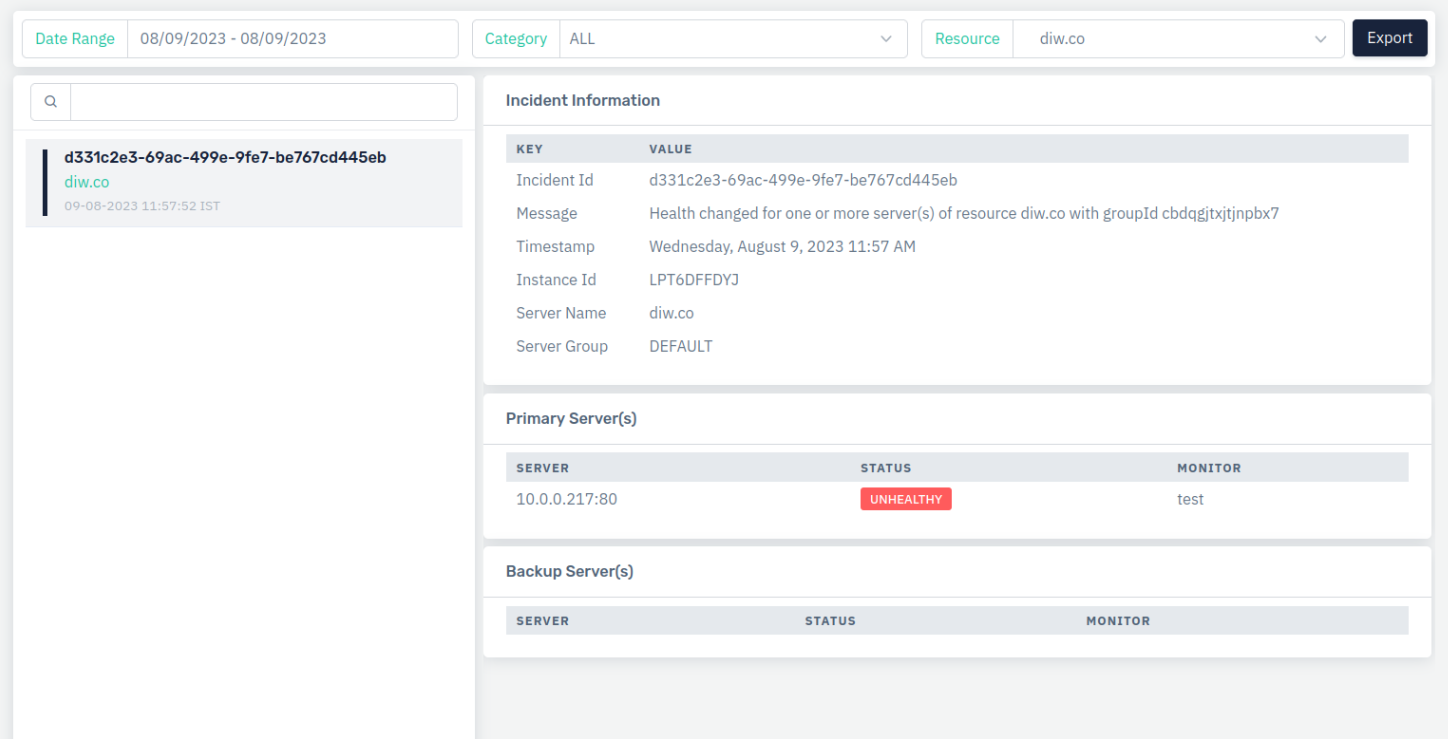 Date Range 08/09/2023 - 08/09/2023 Category ALL Resource diw.co Export
d331c2e3-69ac-499e-9fe7-be767cd445eb
diw.co
09-08-2023 11:57:52 IST
Incident Information
KEY VALUE
Incident Id d331c2e3-69ac-499e-9fe7-be767cd445eb
Message Health changed for one or more server(s) of resource diw.co with groupId cbdqgjtxjtjnpbx7
Timestamp Wednesday, August 9, 2023 11:57 AM
Instance Id LPT6DFFDYJ
Server Name diw.co
Server Group DEFAULT
Primary Server(s)
SERVER STATUS MONITOR
10.0.0.217:80 UNHEALTHY test
Backup Server(s)
SERVER STATUS MONITOR